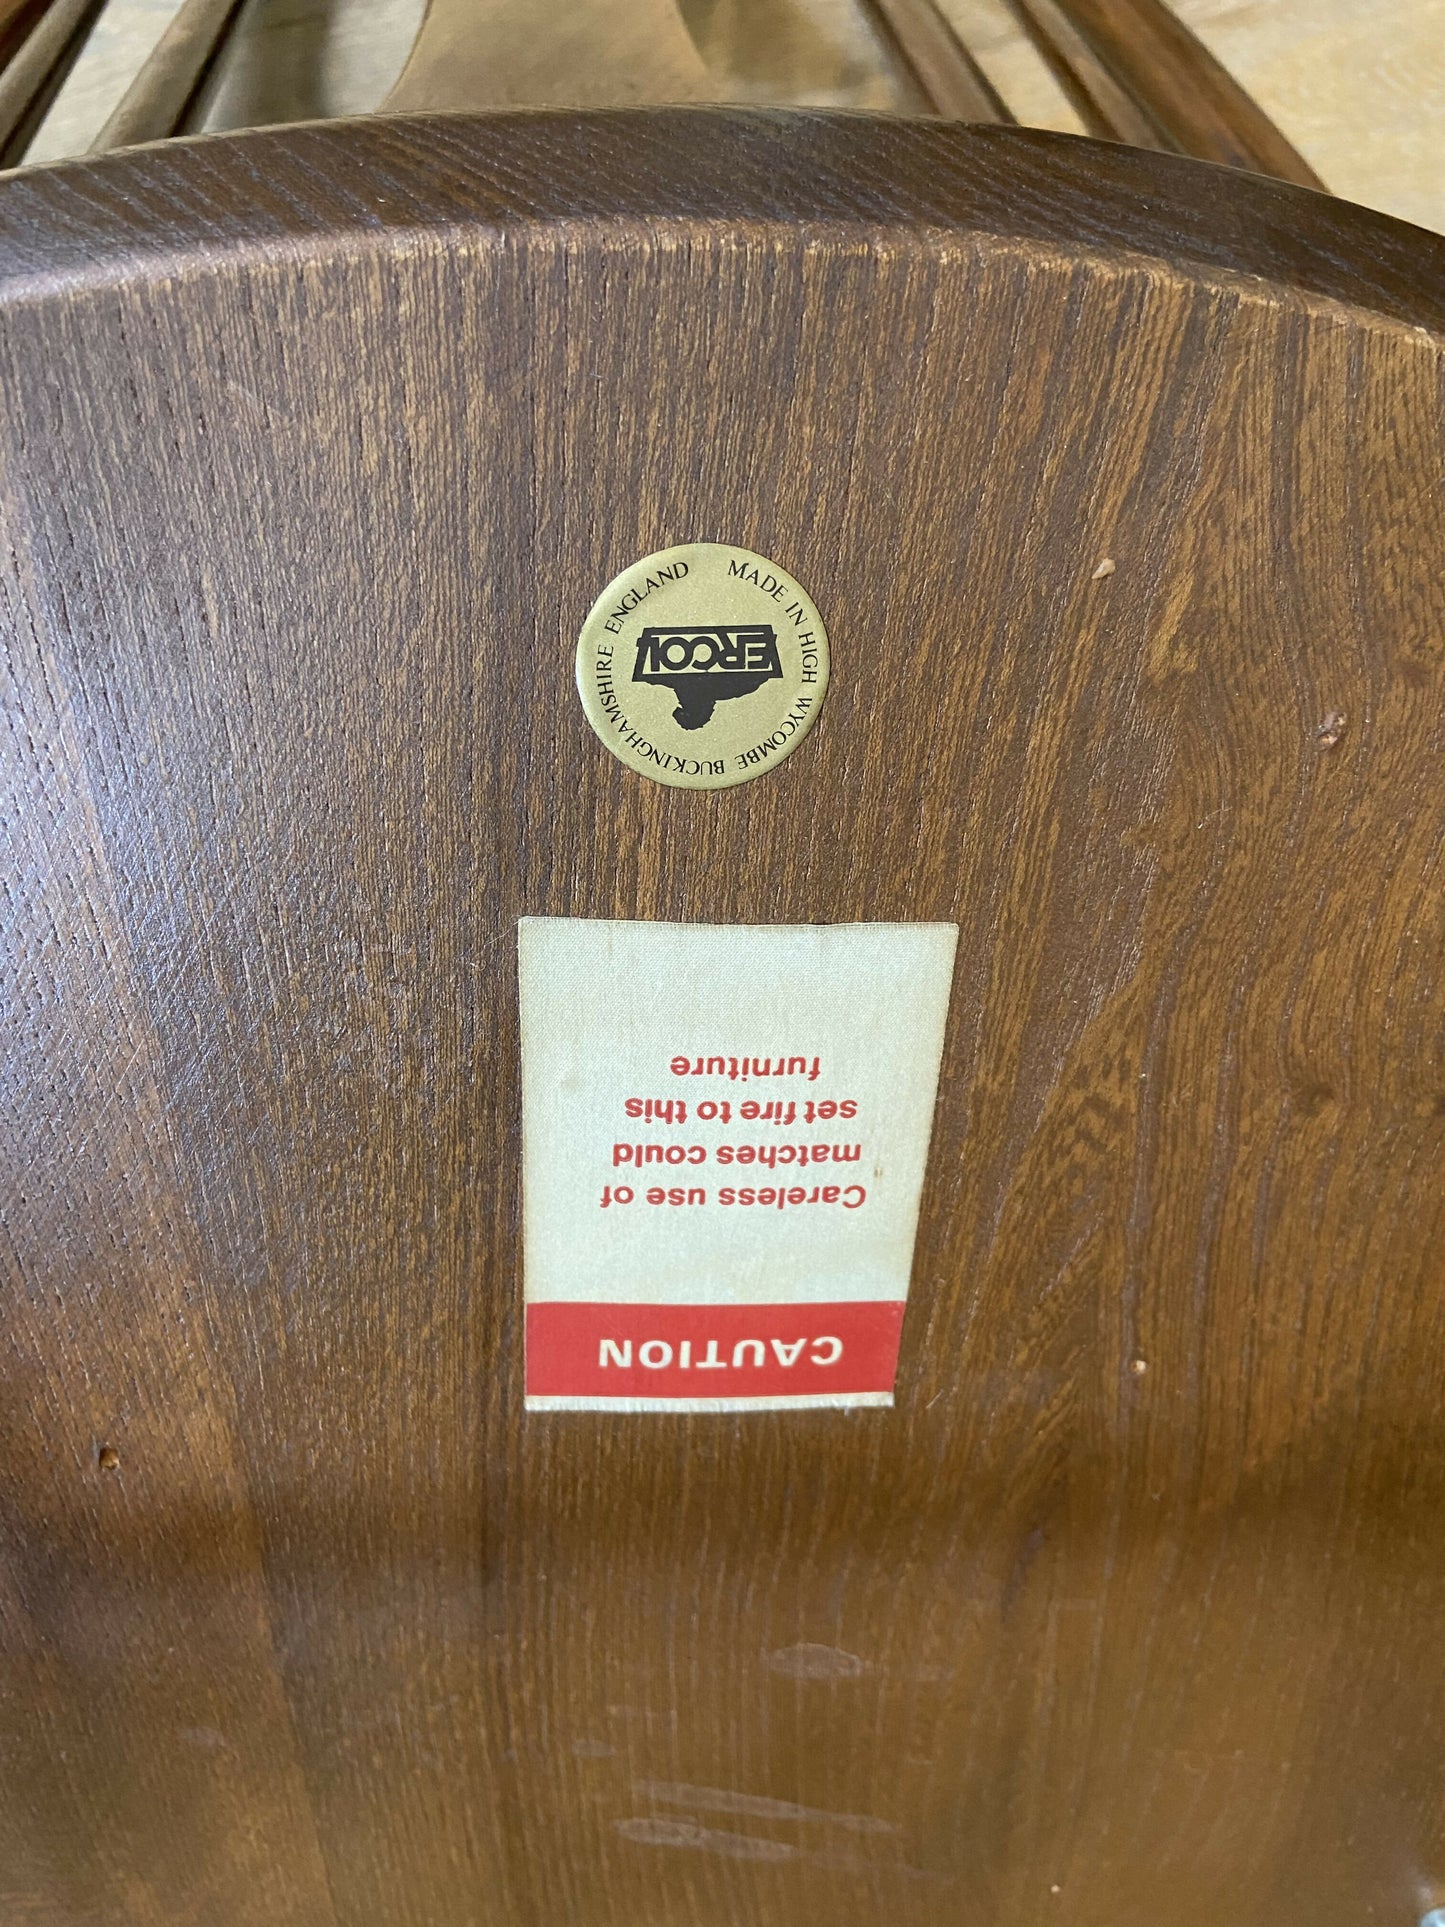 MADE IN HIGH WYCOMBE BUCKINGHAMSHIRE ENGLAND
ERCOL
CAUTION
Careless use of
matches could
set fire to this
furniture